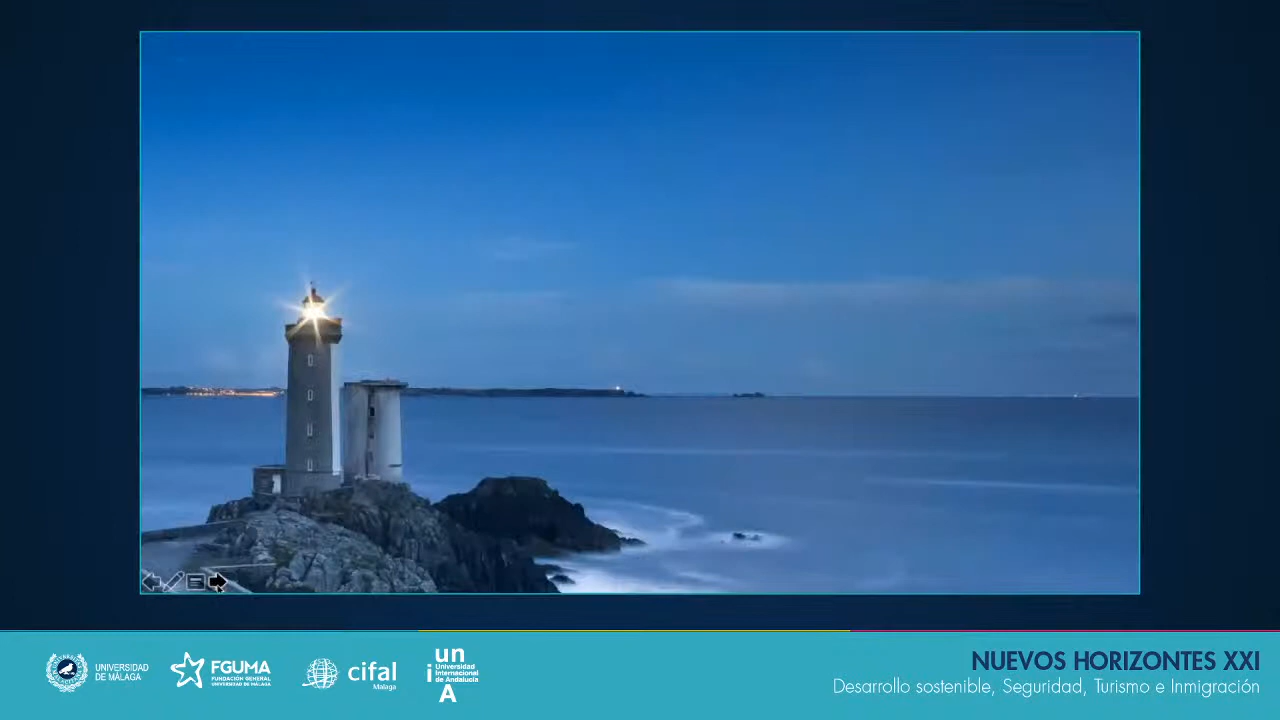 UNIVERSIDAD
DE MÁLAGA
FGUMA
FUNDACIÓN GENERAL
UNIVERSIDAD DE MÁLAGA
cifal
Málaga
un
i
Universidad
Internacional
de Andalucía
A
NUEVOS HORIZONTES XXI
Desarrollo sostenible, Seguridad, Turismo e Inmigración